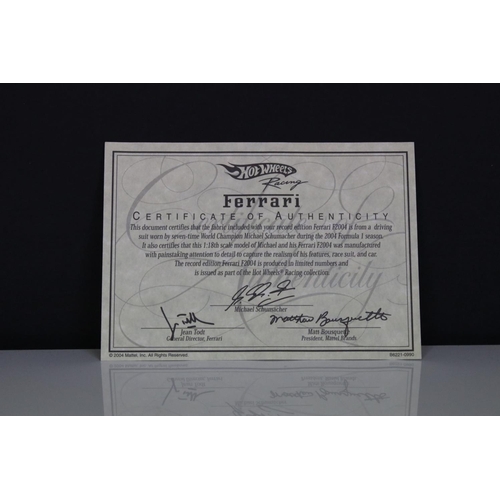 Hot Wheels
Racing
Ferrari
CERTIFICATE OF AUTHENTICITY
This document certifies that the fabric included with your record edition Ferrari F2004 is from a driving
suit worn by seven-time World Champion Michael Schumacher during the 2004 Formula 1 season.
It also certifies that this 1:18th scale model of Michael and his Ferrari F2004 was manufactured
with painstaking attention to detail to capture the reality of his features, race suit, and car.
The record edition Ferrari F2004 is produced in limited numbers and
is issued as part of the Hot Wheels® Racing collection.
Michael Schumacher
Matthew Bousquette
Jean Todt
General Director, Ferrari
Matt Bousquette
President, Mattel Brands
© 2004 Mattel, Inc. All Rights Reserved.